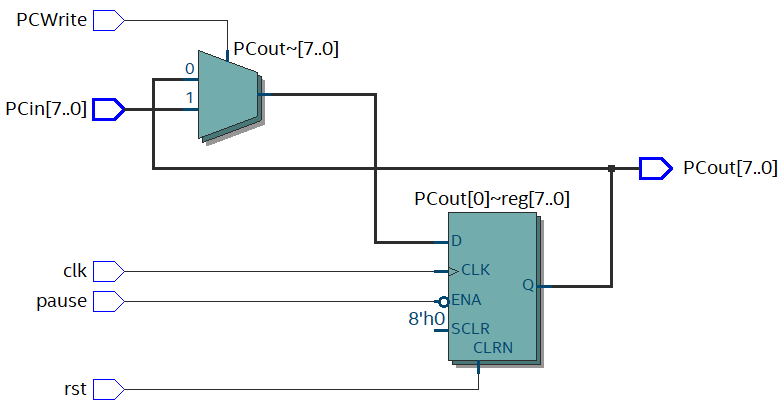 PCWrite
PCout~[7..0]
0
PCin[7..0]
1
PCout[7..0]
PCout[0]~reg[7..0]
D
clk
CLK
Q
pause
ENA
8'h0
SCLR
CLRN
rst